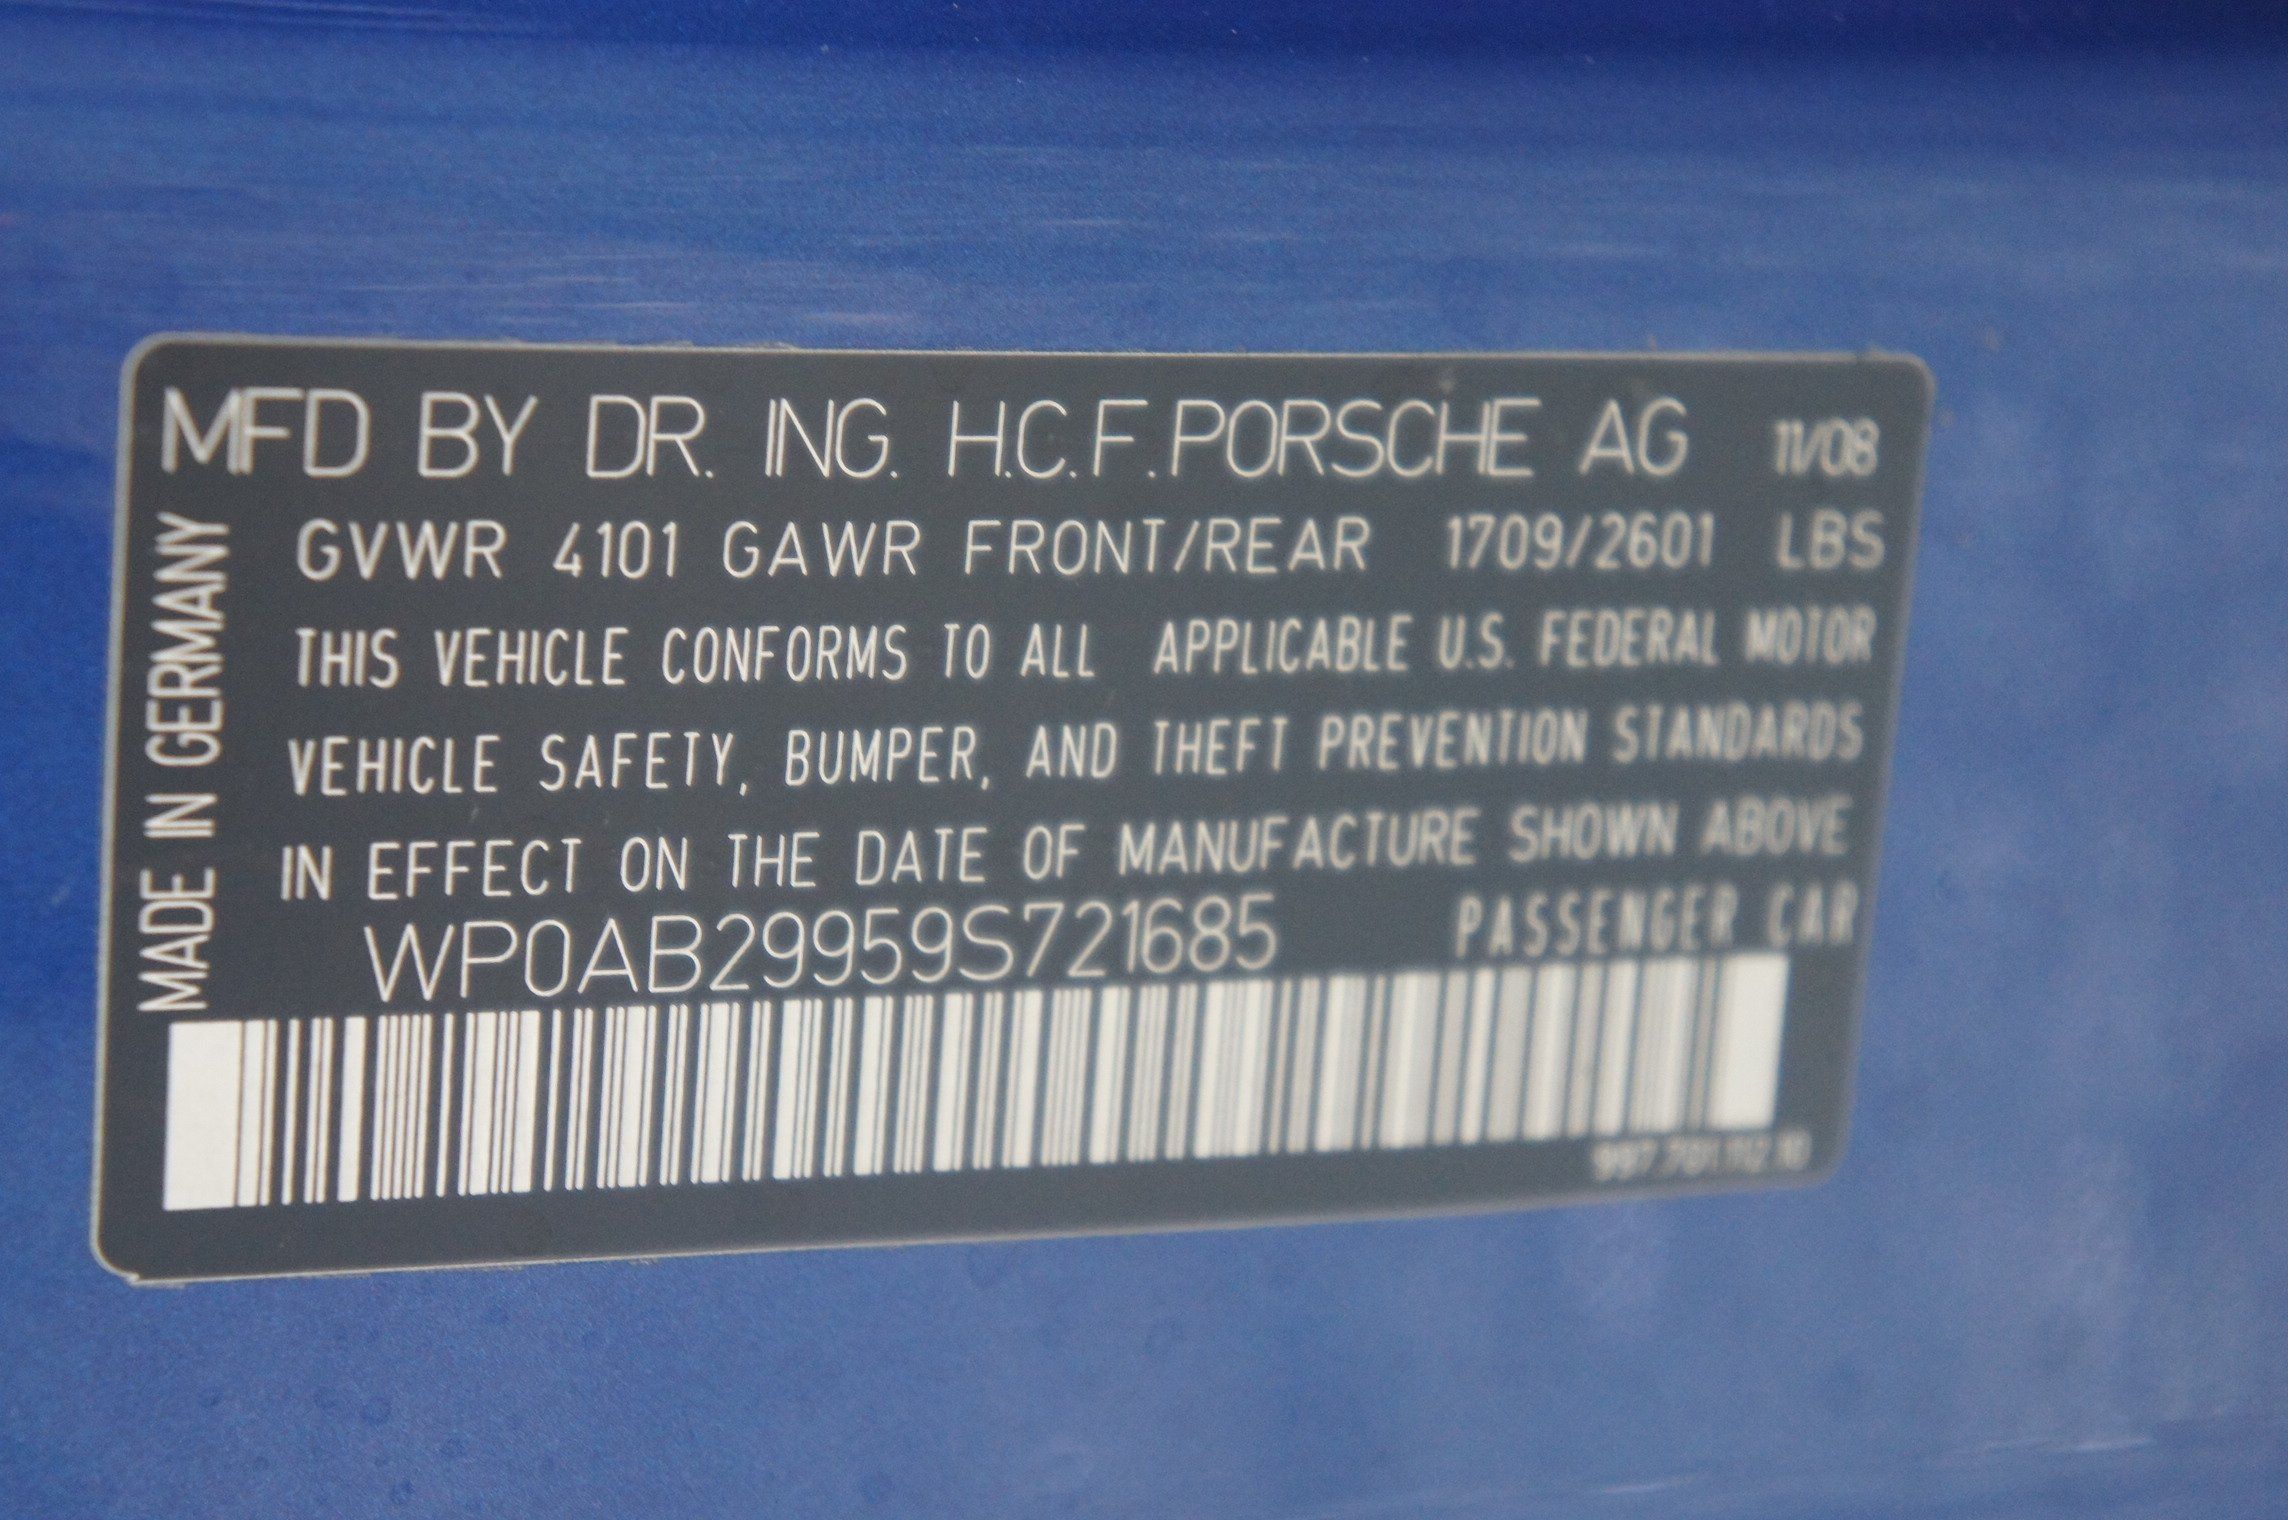 MFD BY DR. ING. H.C.F.PORSCHE AG 11/08
GVWR 4101 GAWR FRONT/REAR 1709/2601 LBS
THIS VEHICLE CONFORMS TO ALL APPLICABLE U.S. FEDERAL MOTOR
VEHICLE SAFETY, BUMPER, AND THEFT PREVENTION STANDARDS
IN EFFECT ON THE DATE OF MANUFACTURE SHOWN ABOVE
WP0AB29959S721685 PASSENGER CAR
MADE IN GERMANY